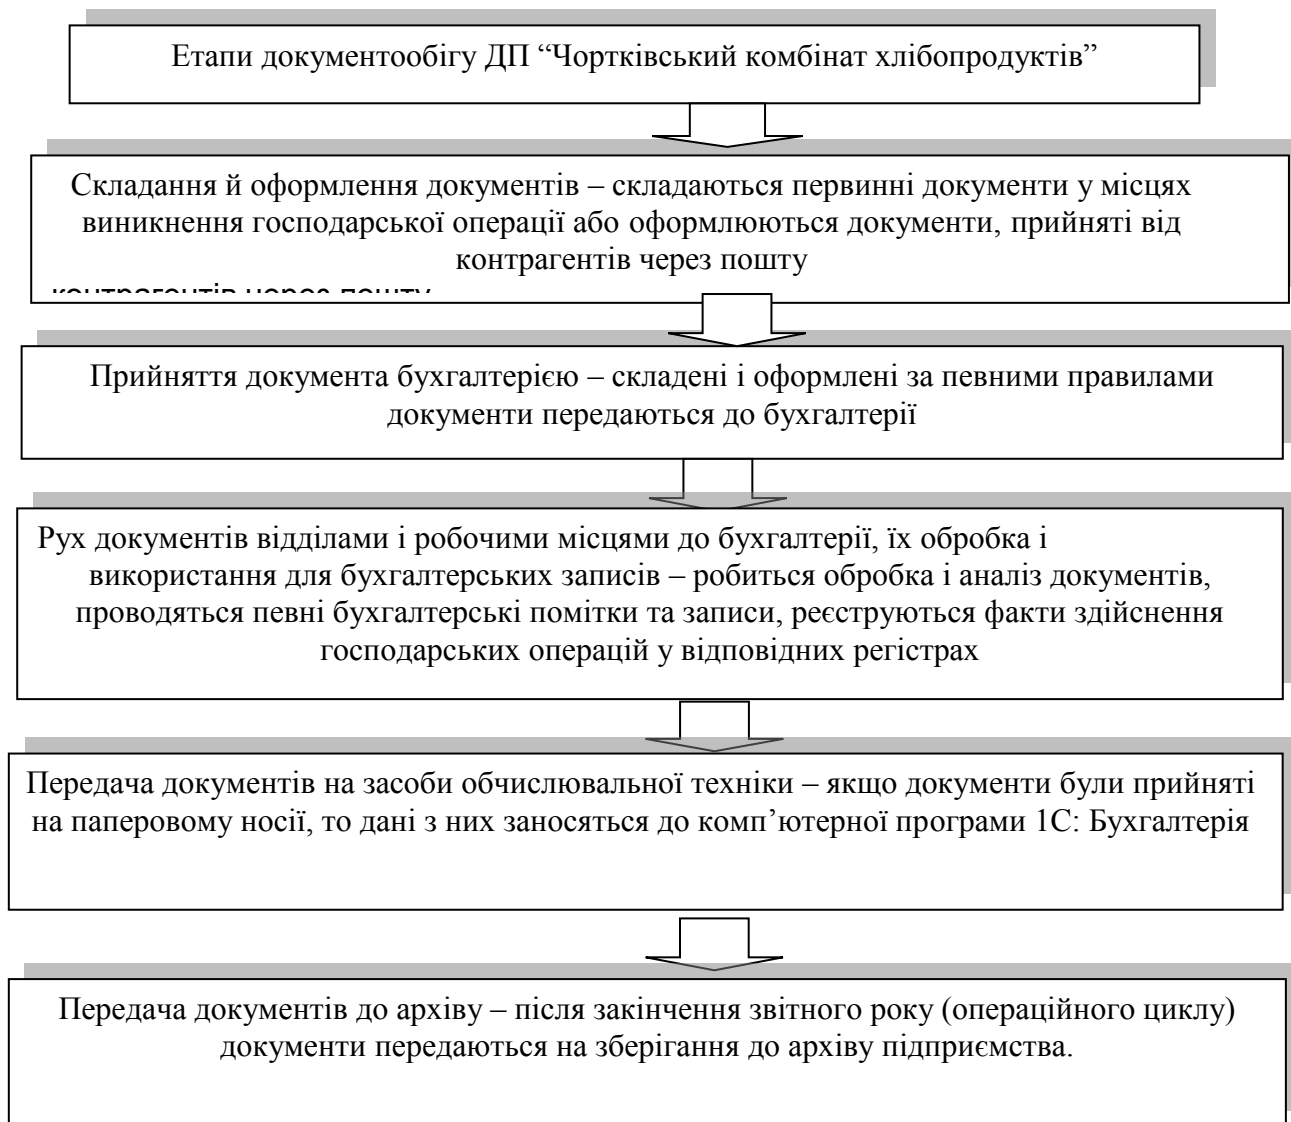 Етапи документообігу ДП “Чортківський комбінат хлібопродуктів”
Складання й оформлення документів – складаються первинні документи у місцях
виникнення господарської операції або оформлюються документи, прийняті від
контрагентів через пошту
контрагентів через пошту
Прийняття документа бухгалтерією – складені і оформлені за певними правилами
документи передаються до бухгалтерії
Рух документів відділами і робочими місцями до бухгалтерії, їх обробка і
використання для бухгалтерських записів – робиться обробка і аналіз документів,
проводяться певні бухгалтерські помітки та записи, реєструються факти здійснення
господарських операцій у відповідних регістрах
Передача документів на засоби обчислювальної техніки – якщо документи були прийняті
на паперовому носії, то дані з них заносяться до комп’ютерної програми 1С: Бухгалтерія
Передача документів до архіву – після закінчення звітного року (операційного циклу)
документи передаються на зберігання до архіву підприємства.